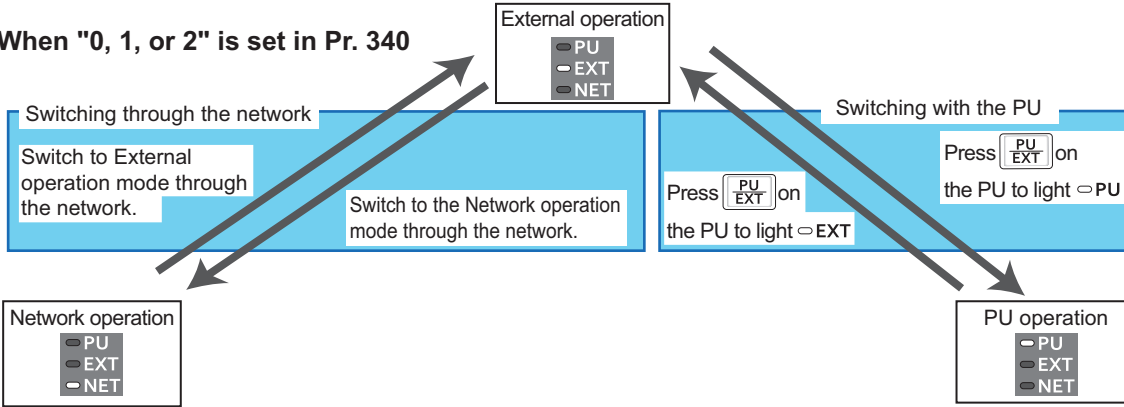 When "0, 1, or 2" is set in Pr. 340
External operation
PU
EXT
NET
Switching through the network
Switch to External
operation mode through
the network.
Switch to the Network operation
mode through the network.
Switching with the PU
Press PU/EXT on
the PU to light EXT
Press PU/EXT on
the PU to light PU
Network operation
PU
EXT
NET
PU operation
PU
EXT
NET